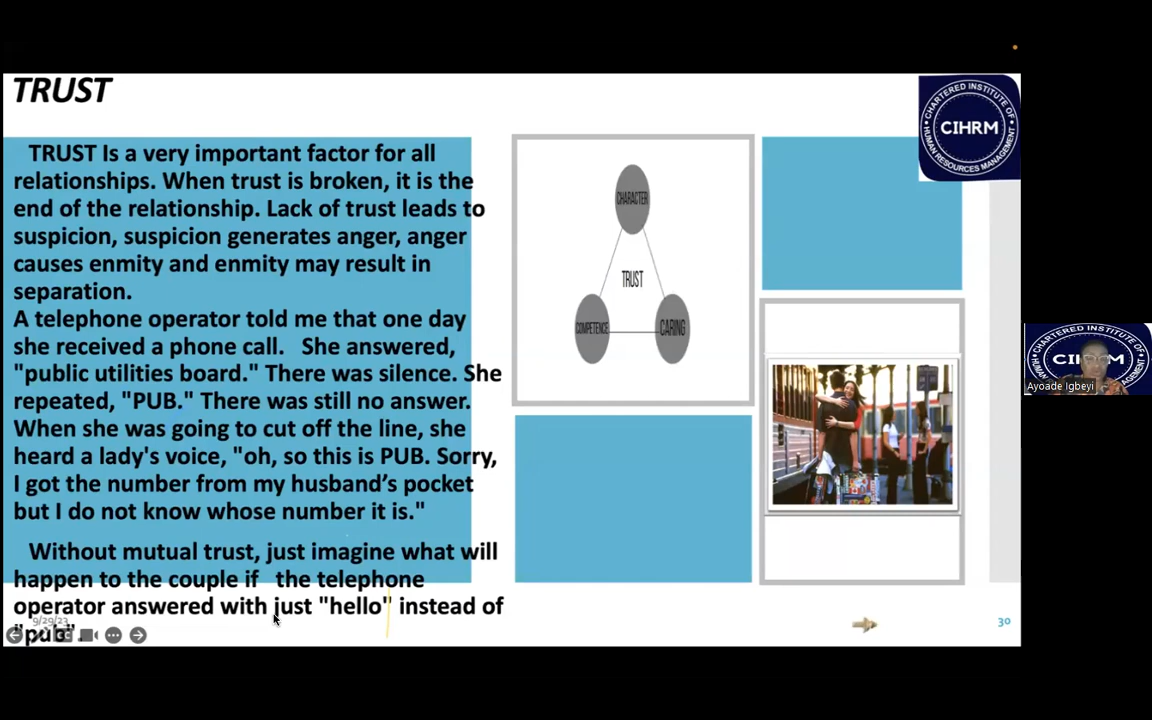 TRUST
TRUST Is a very important factor for all
relationships. When trust is broken, it is the
end of the relationship. Lack of trust leads to
suspicion, suspicion generates anger, anger
causes enmity and enmity may result in
separation.
A telephone operator told me that one day
she received a phone call. She answered,
"public utilities board." There was silence. She
repeated, "PUB." There was still no answer.
When she was going to cut off the line, she
heard a lady's voice, "oh, so this is PUB. Sorry,
I got the number from my husband’s pocket
but I do not know whose number it is."
Without mutual trust, just imagine what will
happen to the couple if the telephone
operator answered with just "hello" instead of
"pub".
9/29/23
CHARACTER
TRUST
COMPETENCE
CARING
CHARTERED INSTITUTE OF
CIHRM
HUMAN RESOURCES MANAGEMENT
30
CHARTERED INSTITUTE OF
Ayoade Igbeyi